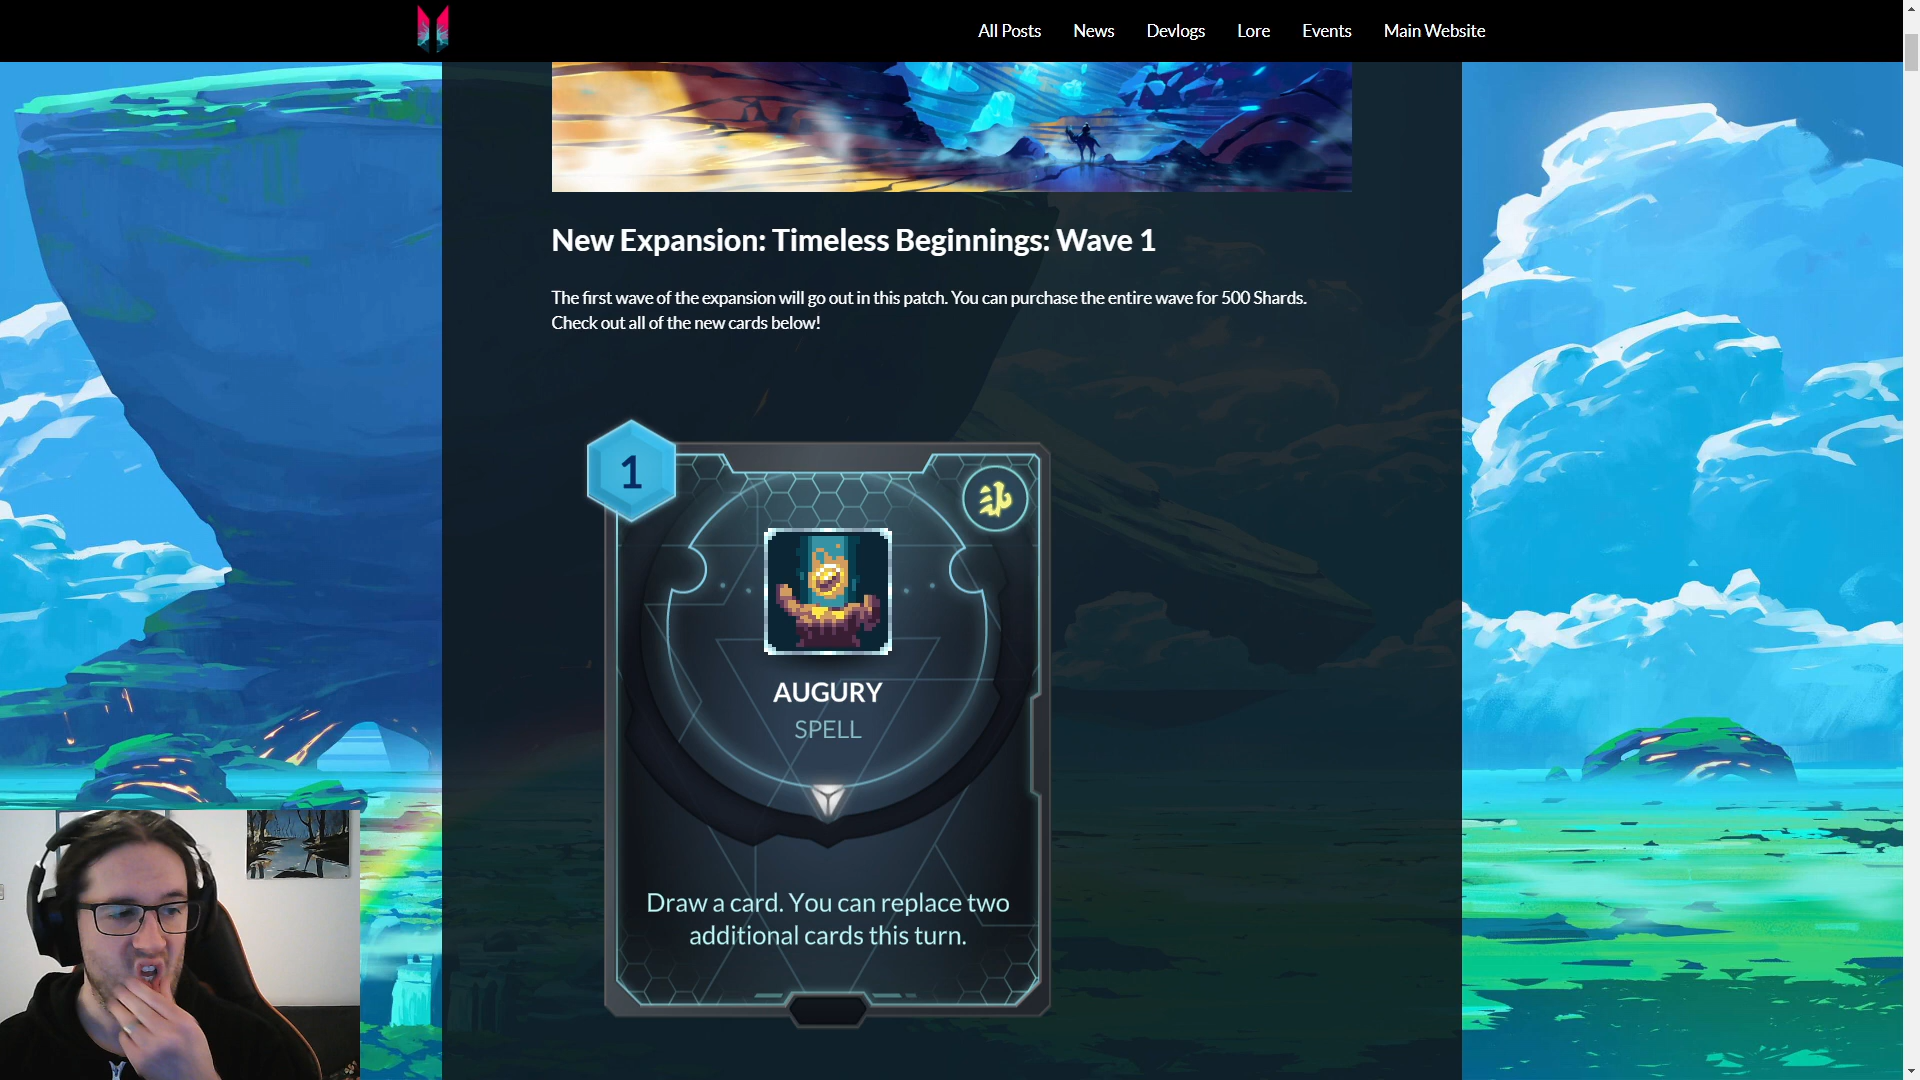 All Posts
News
Devlogs
Lore
Events
Main Website
New Expansion: Timeless Beginnings: Wave 1
The first wave of the expansion will go out in this patch. You can purchase the entire wave for 500 Shards.
Check out all of the new cards below!
1
AUGURY
SPELL
Draw a card. You can replace two
additional cards this turn.